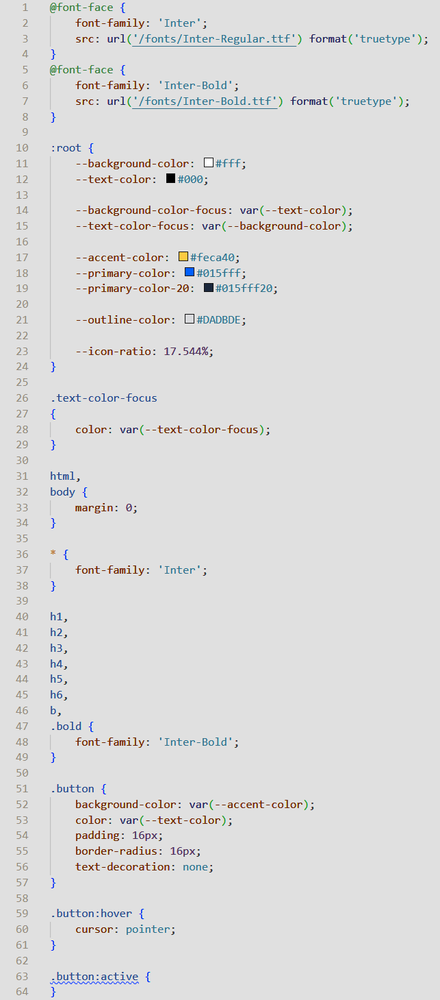 1 @font-face {
2     font-family: 'Inter';
3     src: url('/fonts/Inter-Regular.ttf') format('truetype');
4 }
5 @font-face {
6     font-family: 'Inter-Bold';
7     src: url('/fonts/Inter-Bold.ttf') format('truetype');
8 }
9
10 :root {
11     --background-color: #fff;
12     --text-color: #000;
13
14     --background-color-focus: var(--text-color);
15     --text-color-focus: var(--background-color);
16
17     --accent-color: #feca40;
18     --primary-color: #015fff;
19     --primary-color-20: #015fff20;
20
21     --outline-color: #DADBDE;
22
23     --icon-ratio: 17.544%;
24 }
25
26 .text-color-focus
27 {
28     color: var(--text-color-focus);
29 }
30
31 html,
32 body {
33     margin: 0;
34 }
35
36 * {
37     font-family: 'Inter';
38 }
39
40 h1,
41 h2,
42 h3,
43 h4,
44 h5,
45 h6,
46 b,
47 .bold {
48     font-family: 'Inter-Bold';
49 }
50
51 .button {
52     background-color: var(--accent-color);
53     color: var(--text-color);
54     padding: 16px;
55     border-radius: 16px;
56     text-decoration: none;
57 }
58
59 .button:hover {
60     cursor: pointer;
61 }
62
63 .button:active {
64 }